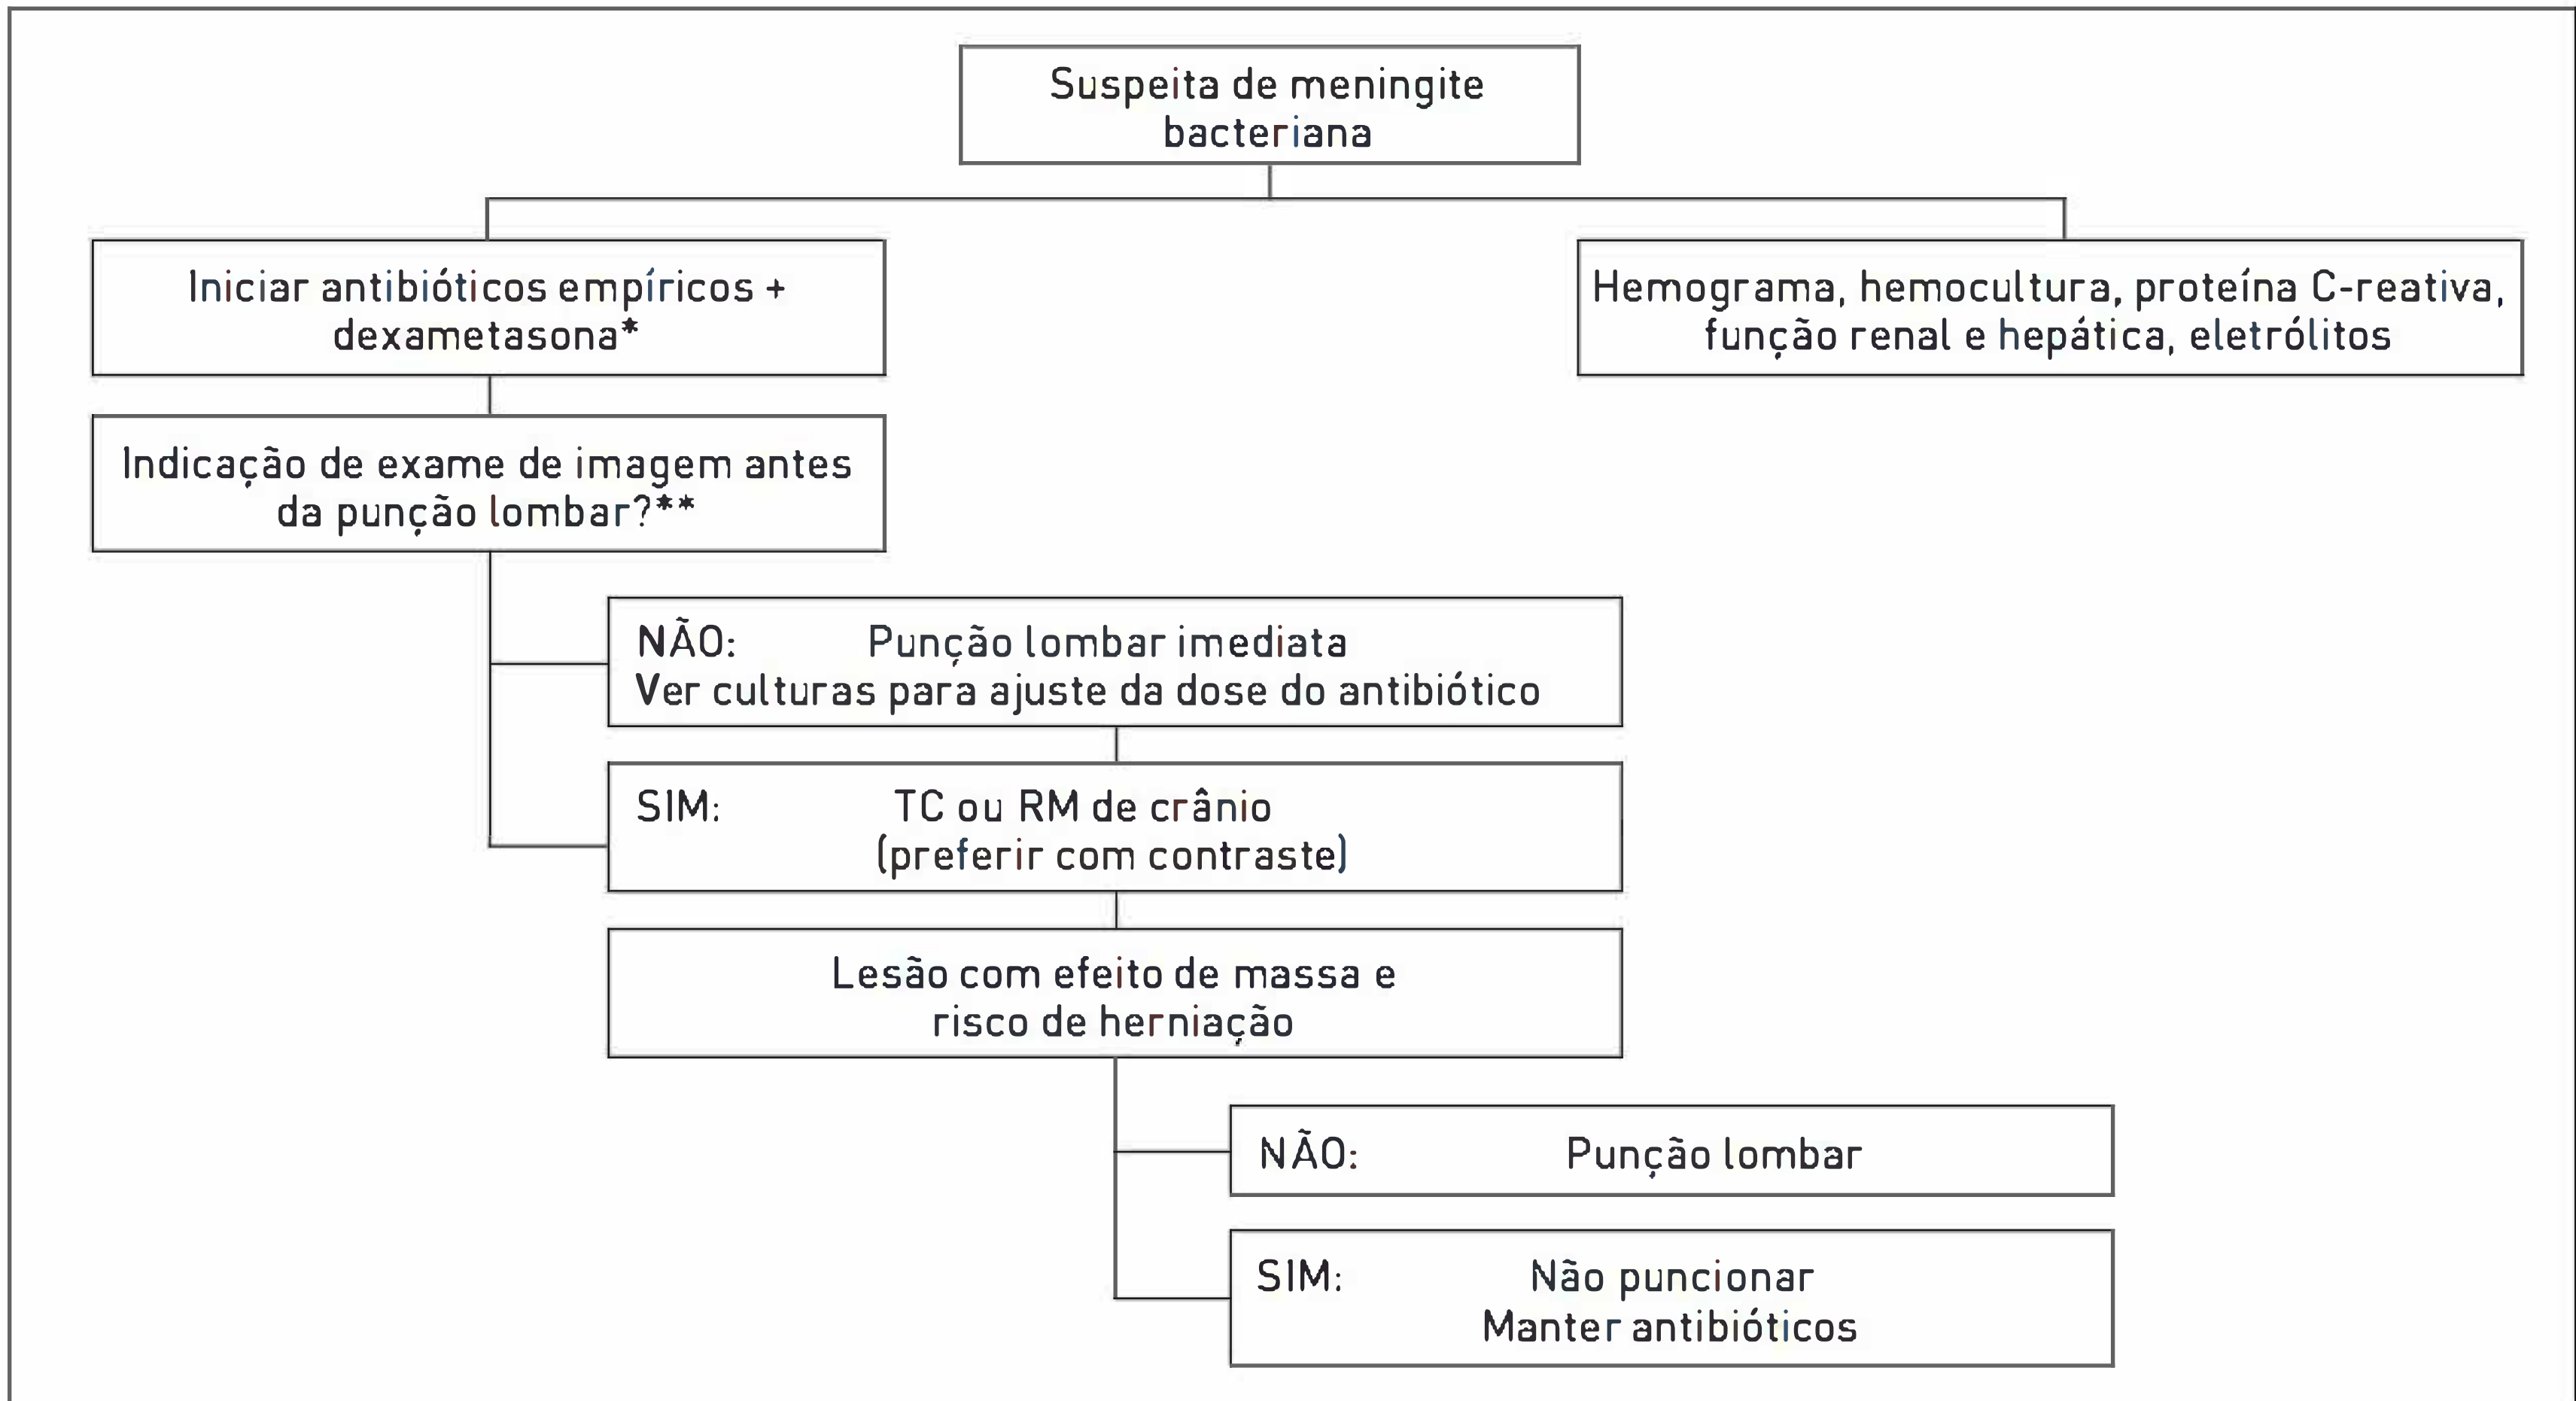 Suspeita de meningite
bacteriana
Iniciar antibióticos empíricos +
dexametasona*
Hemograma, hemocultura, proteína C-reativa,
função renal e hepática, eletrólitos
Indicação de exame de imagem antes
da punção lombar?**
NÃO: Punção lombar imediata
Ver culturas para ajuste da dose do antibiótico
SIM: TC ou RM de crânio
(preferir com contraste)
Lesão com efeito de massa e
risco de herniação
NÃO: Punção lombar
SIM: Não puncionar
Manter antibióticos